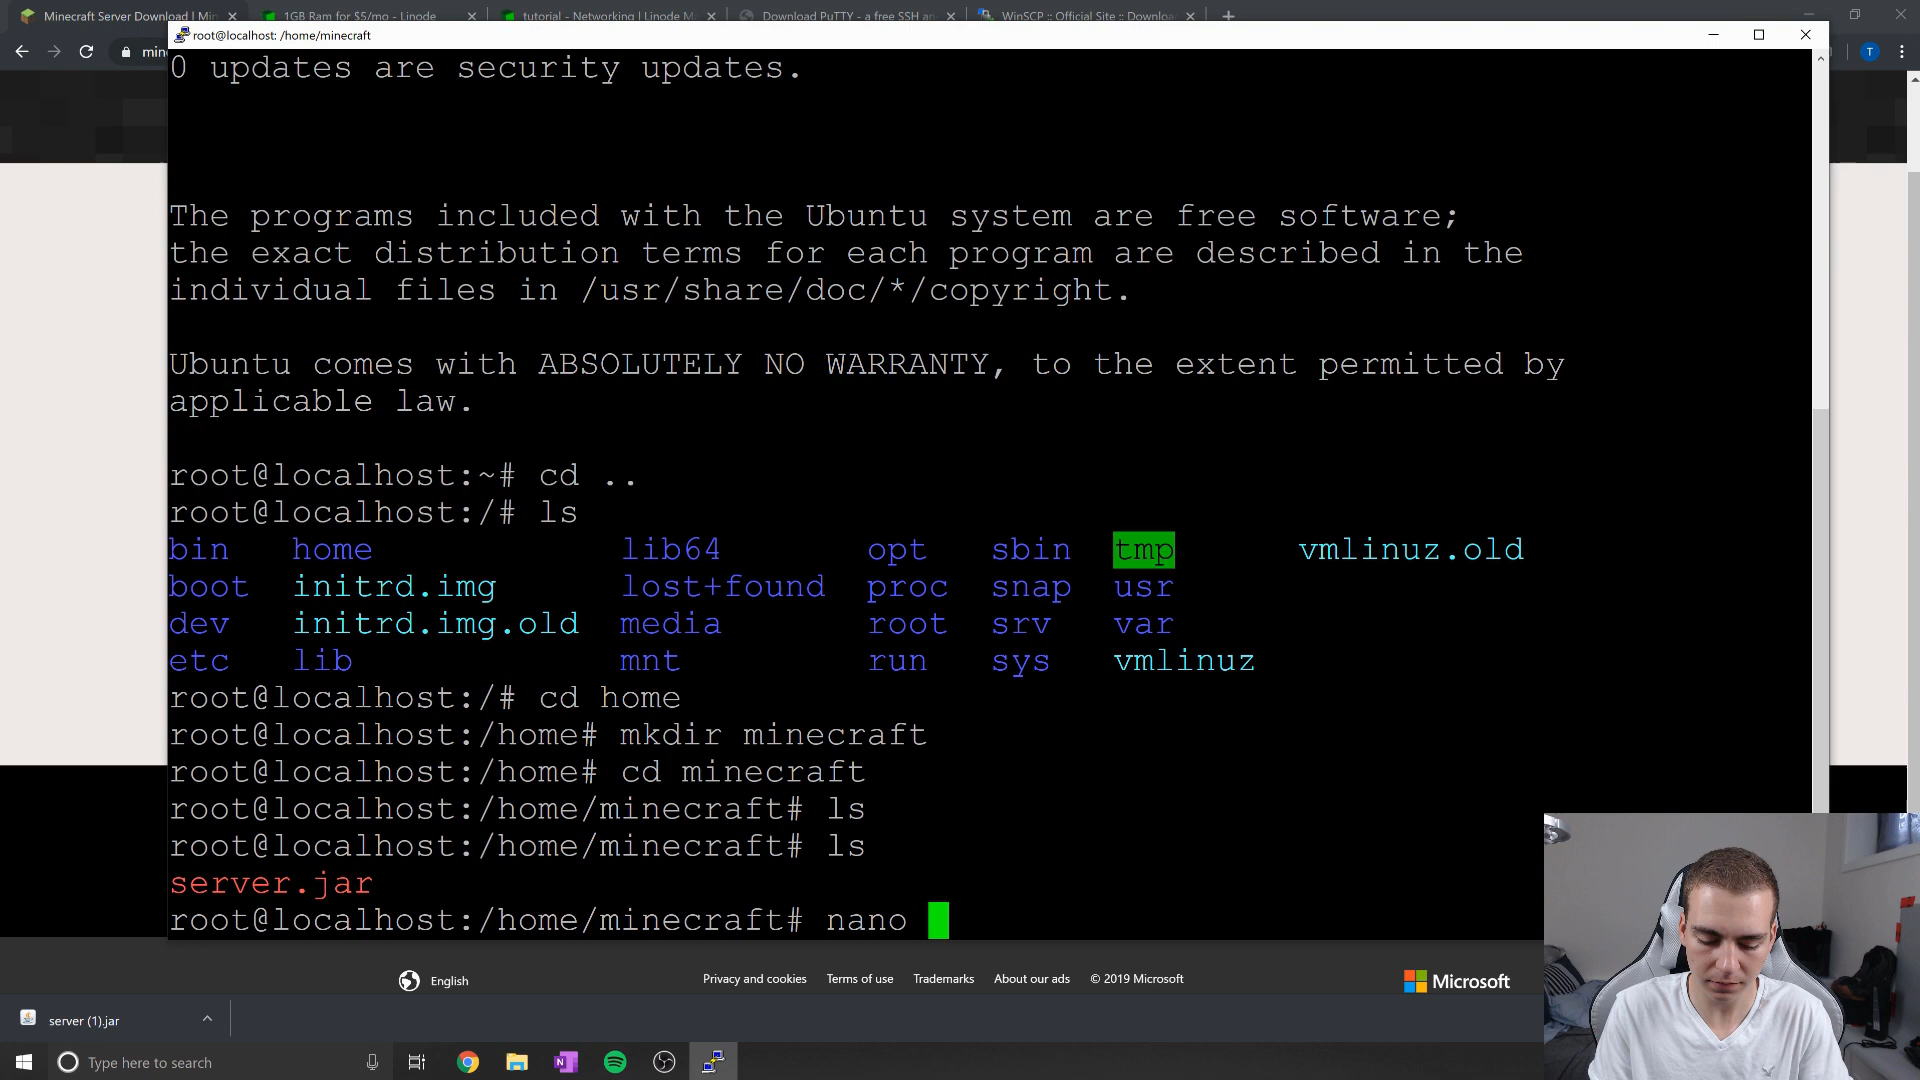 Minecraft Server Download | Min
1GB Ram for $5/mo - Linode
tutorial - Networking | Linode M
Download PuTTY - a free SSH an
WinSCP :: Official Site :: Downloa
root@localhost: /home/minecraft
mine
T
0 updates are security updates.
The programs included with the Ubuntu system are free software;
the exact distribution terms for each program are described in the
individual files in /usr/share/doc/*/copyright.
Ubuntu comes with ABSOLUTELY NO WARRANTY, to the extent permitted by
applicable law.
root@localhost:~# cd ..
root@localhost:/# ls
bin home lib64 opt sbin tmp vmlinuz.old
boot initrd.img lost+found proc snap usr
dev initrd.img.old media root srv var
etc lib mnt run sys vmlinuz
root@localhost:/# cd home
root@localhost:/home# mkdir minecraft
root@localhost:/home# cd minecraft
root@localhost:/home/minecraft# ls
root@localhost:/home/minecraft# ls
server.jar
root@localhost:/home/minecraft# nano
English
Privacy and cookies Terms of use Trademarks About our ads © 2019 Microsoft
Microsoft
server (1).jar
Type here to search